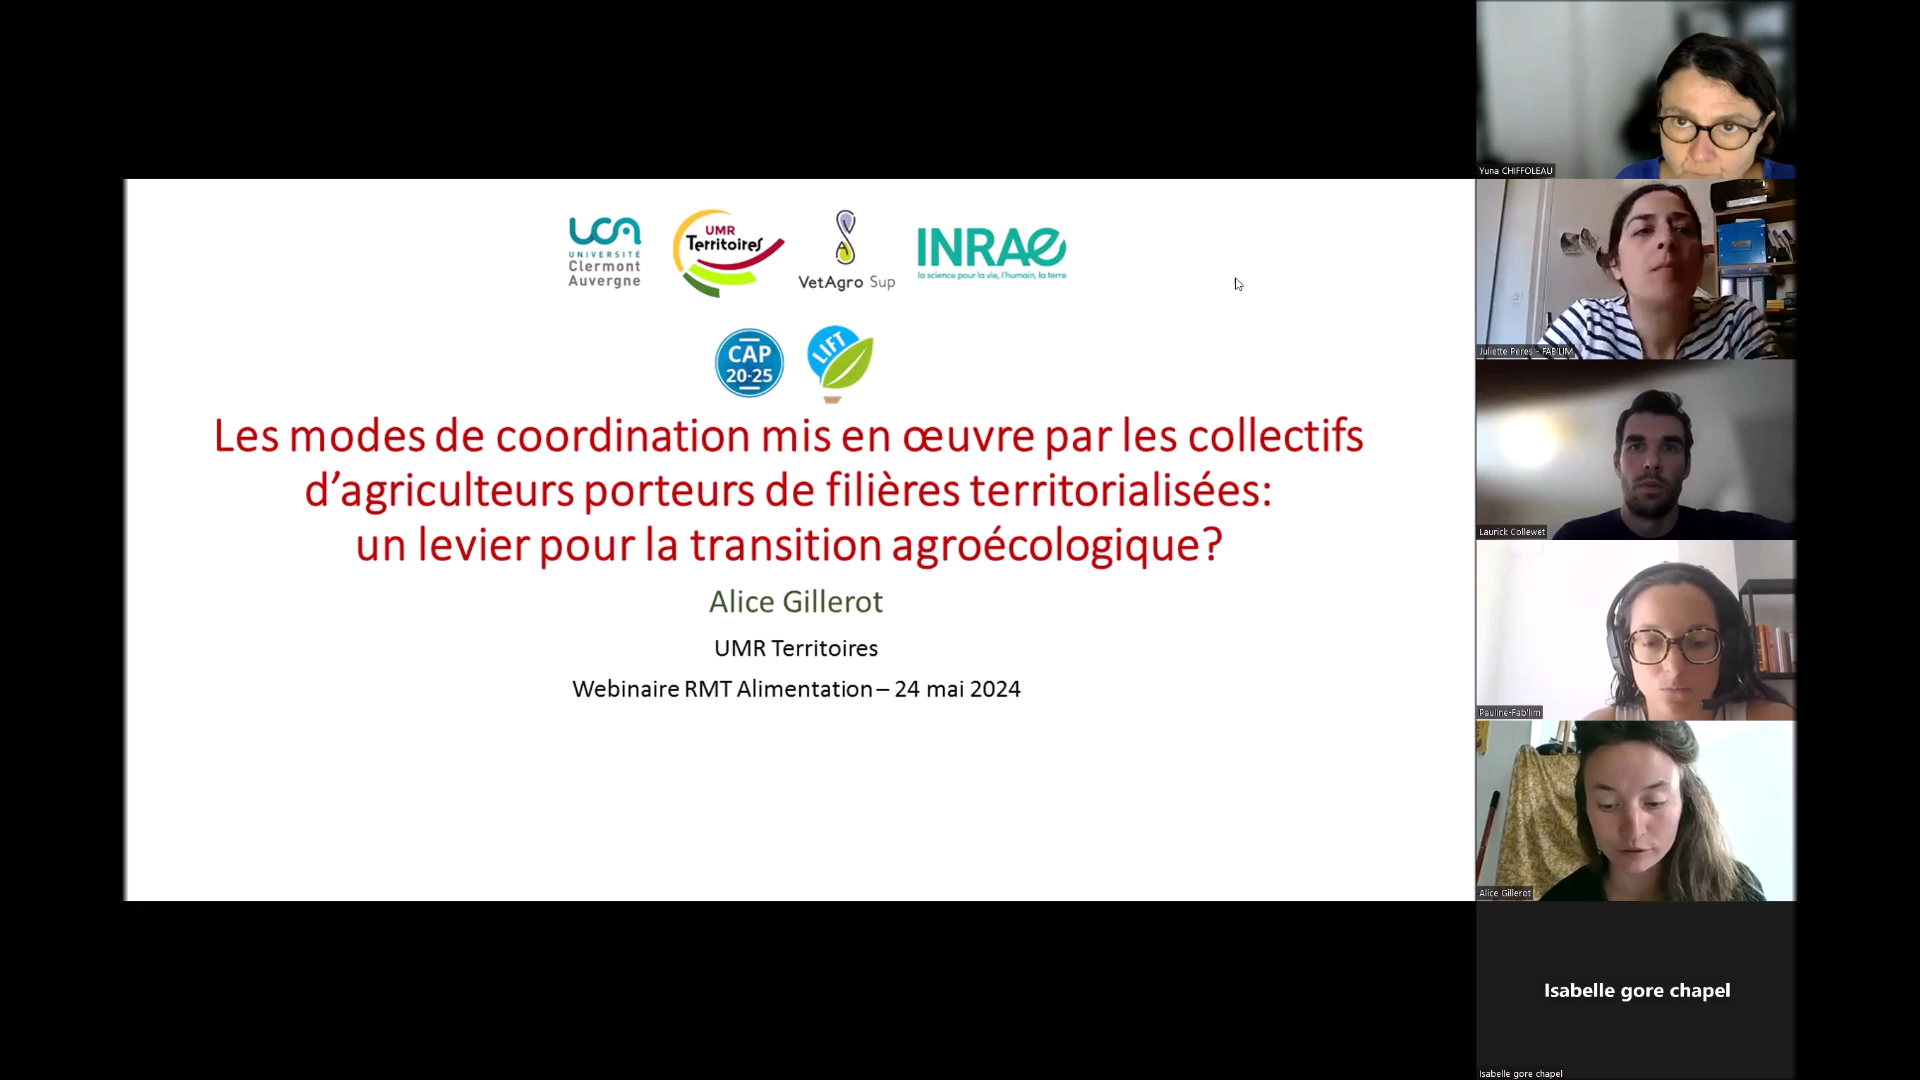 UCA
UNIVERSITÉ
Clermont
Auvergne
UMR
Territoires
VetAgro Sup
INRAE
la science pour la vie, l'humain, la terre
CAP
20-25
LIFT
Les modes de coordination mis en œuvre par les collectifs
d’agriculteurs porteurs de filières territorialisées:
un levier pour la transition agroécologique?
Alice Gillerot
UMR Territoires
Webinaire RMT Alimentation – 24 mai 2024
Yuna CHIFFOLEAU
Juliette Peres - FAB'LIM
Laurick Collewet
Pauline-Fab'lim
Alice Gillerot
Isabelle gore chapel
Isabelle gore chapel